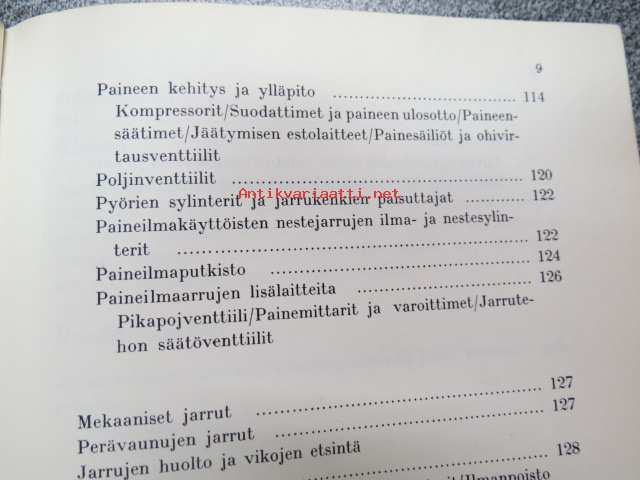 9
Paineen kehitys ja ylläpito ................................ 114
Kompressorit/Suodattimet ja paineen ulosotto/Paineen-
säätimet/Jäätymisen estolaitteet/Painesäiliöt ja ohivir-
tausventtiilit
Poljinventtiilit ................................ 120
Antikvariaatti.net
Pyörien sylinterit ja jarrukenkien paisuttajat ........ 122
Paineilmakäyttöisten nestejarrujen ilma- ja nestesylin-
terit ................................ 122
Paineilmaputkisto ................................ 124
Paineilmaarrujen lisälaitteita ................................ 126
Pikapojventtiili/Painemittarit ja varoittimet/Jarrute-
hon säätöventtiilit
Mekaaniset jarrut ................................ 127
Perävaunujen jarrut ................................ 127
Jarrujen huolto ja vikojen etsintä ................................ 128
/Ilmanpoisto